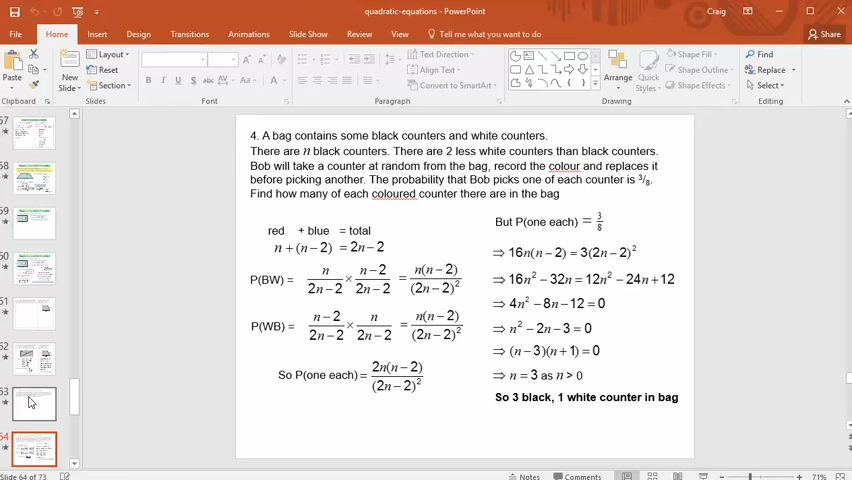 quadratic-equations - PowerPoint
Craig
File Home Insert Design Transitions Animations Slide Show Review View Tell me what you want to do Share
Paste
Clipboard
New Slide
Layout
Reset
Section
Slides
Font
Paragraph
Text Direction
Align Text
Convert to SmartArt
Arrange
Quick Styles
Shape Fill
Shape Outline
Shape Effects
Drawing
Find
Replace
Select
Editing
57
58
59
60
61
62
63
64
4. A bag contains some black counters and white counters.
There are n black counters. There are 2 less white counters than black counters.
Bob will take a counter at random from the bag, record the colour and replaces it
before picking another. The probability that Bob picks one of each counter is 3/8.
Find how many of each coloured counter there are in the bag
red + blue = total
n + (n − 2) = 2n − 2
P(BW) = n/(2n − 2) × (n − 2)/(2n − 2) = n(n − 2)/(2n − 2)²
P(WB) = (n − 2)/(2n − 2) × n/(2n − 2) = n(n − 2)/(2n − 2)²
So P(one each) = 2n(n − 2)/(2n − 2)²
But P(one each) = 3/8
⇒ 16n(n − 2) = 3(2n − 2)²
⇒ 16n² − 32n = 12n² − 24n + 12
⇒ 4n² − 8n − 12 = 0
⇒ n² − 2n − 3 = 0
⇒ (n − 3)(n + 1) = 0
⇒ n = 3 as n > 0
So 3 black, 1 white counter in bag
Slide 64 of 73
Notes
Comments
71%